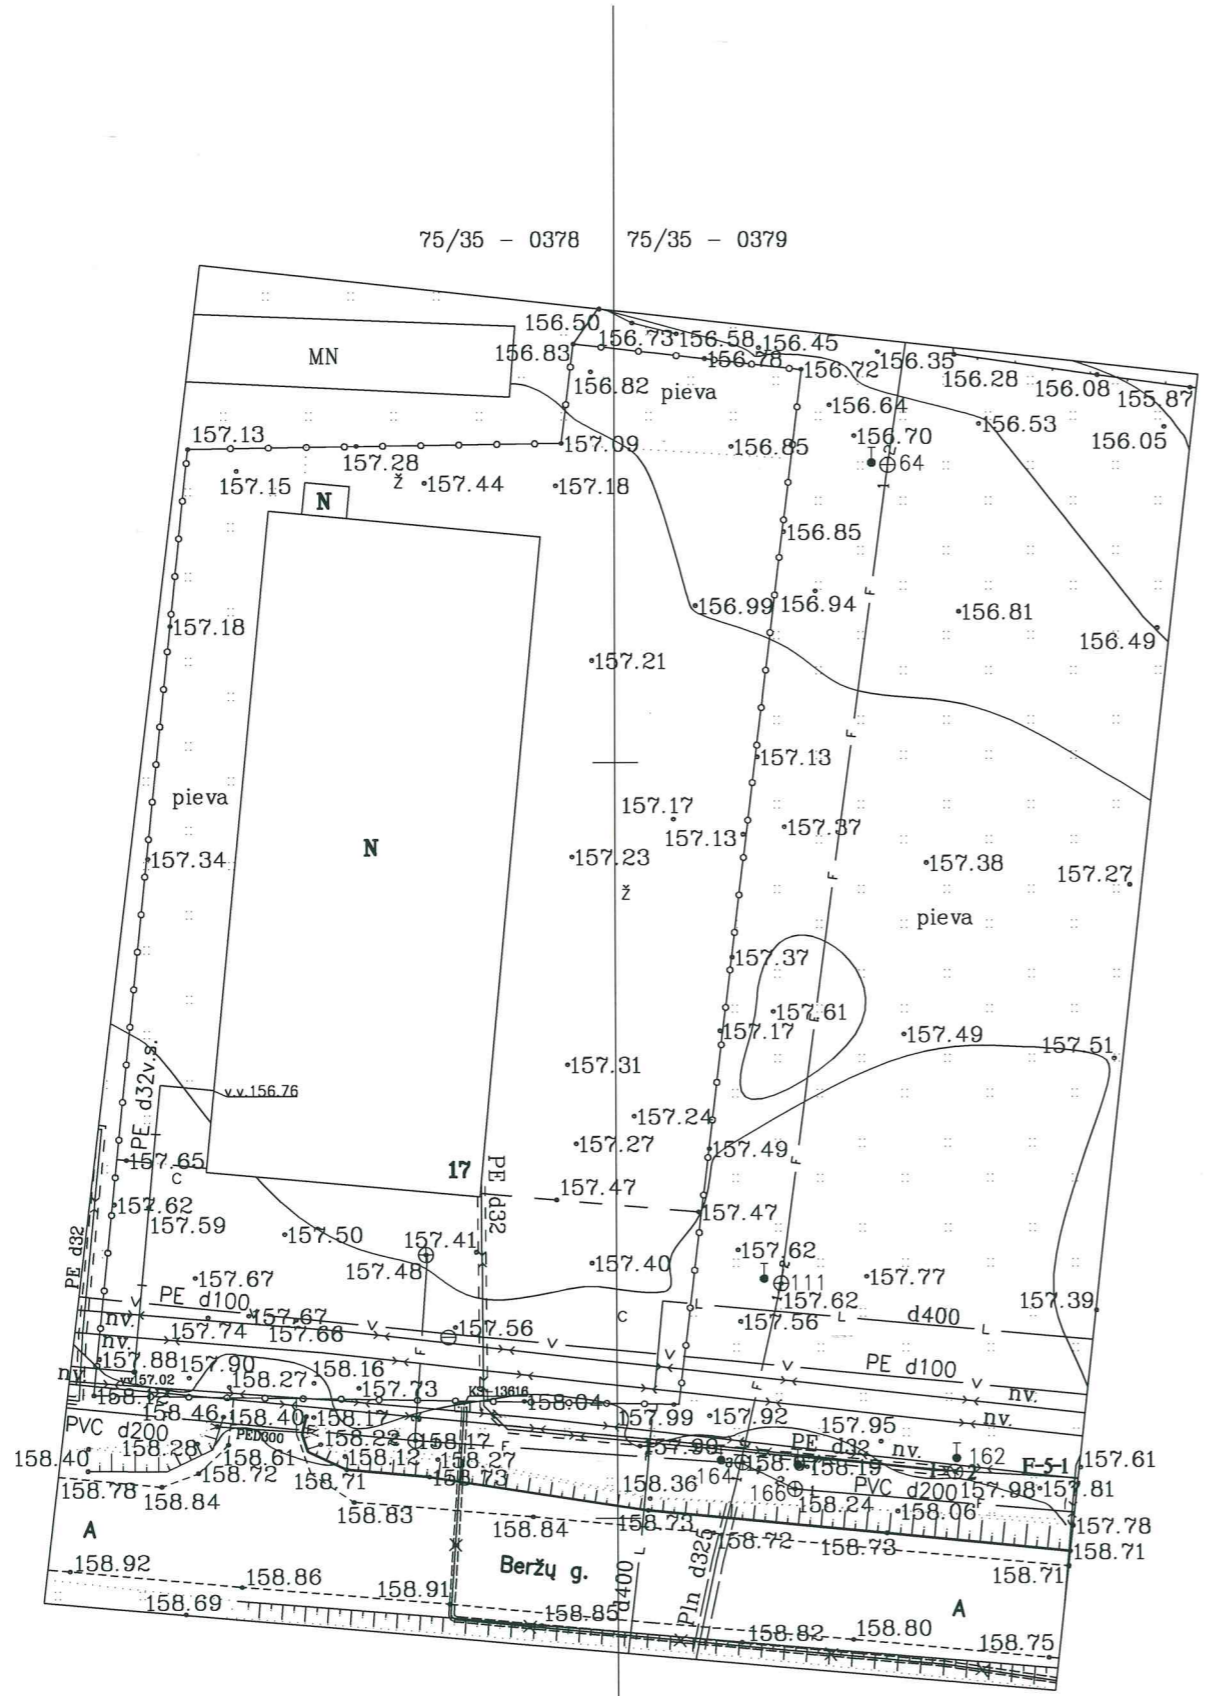 75/35 - 0378 75/35 - 0379
156.50
156.73 156.58 156.45
156.83 156.78 156.72 156.35
MN
156.28 156.08 155.87
156.82 pieva
156.64 156.53
157.13 157.09 156.85 156.70 156.05
157.28
T 2
64
1
157.15 ž 157.44 157.18
N
156.85
F
156.99 156.94 156.81
157.18 156.49
157.21
F
157.13
pieva
157.17
157.13 157.37
N
157.34 157.23 157.38 157.27
F
ž
pieva
157.37
157.61
F
157.17 157.49 157.51
PE d32v.s.
157.31
v.v.156.76
157.24
157.27 157.49
157.65 17 PE d32
C
F
157.47
157.62 157.47
157.59
157.50 157.41 157.62
PE d32 157.48 157.40
157.67 T 111 157.77
PE d100 157.62 157.39
V 157.67 V C L d400
157.74 157.66 157.56 157.56 L L
nv. V V V PE d100 V
nv.
157.88 157.90 158.16 nv.
nv. vv157.02 158.27 157.73 KS-13616 158.04 nv.
158.46 158.40 158.17 157.99 157.92 157.95
PVC d200 PED300 158.22 158.17 PE d32 nv.
158.28 158.61 158.12 158.27 T 162
158.40 158.72 158.71 158.73 164 158.19 F-5-1 157.61
158.78 158.36 166 L PVC d200 157.98 157.81
158.84 158.83 158.24 158.06 F
158.84 158.73 158.72 158.73 157.78
A 158.71
Beržų g. 158.71
158.92 158.86 158.91 d400 L Pln d325
158.69 158.85 158.82 158.80 A 158.75